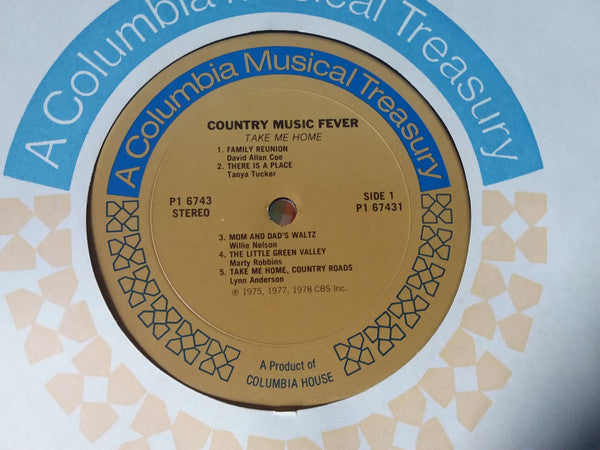 A Columbia Musical Treasury
A Columbia Musical Treasury
COUNTRY MUSIC FEVER
TAKE ME HOME
1. FAMILY REUNION
David Allan Coe
2. THERE IS A PLACE
Tanya Tucker
P1 6743
STEREO
SIDE 1
P1 67431
3. MOM AND DAD'S WALTZ
Willie Nelson
4. THE LITTLE GREEN VALLEY
Marty Robbins
5. TAKE ME HOME, COUNTRY ROADS
Lynn Anderson
℗ 1975, 1977, 1978 CBS Inc.
A Product of
COLUMBIA HOUSE